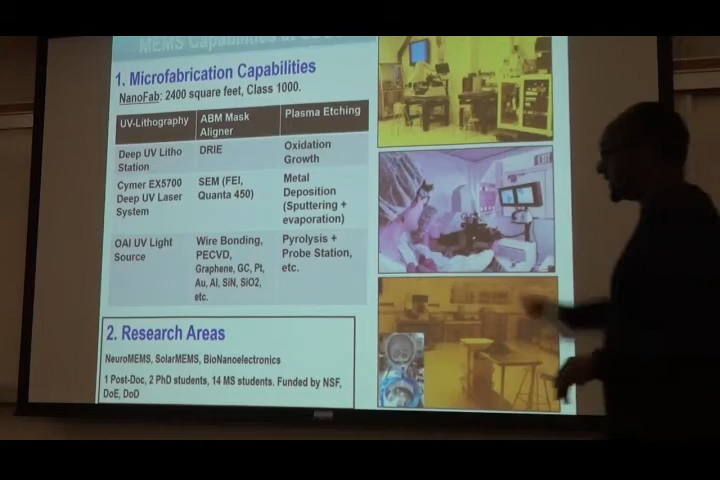 MEMS Capabilities at
1. Microfabrication Capabilities
NanoFab: 2400 square feet, Class 1000.
UV-Lithography
ABM Mask
Aligner
Plasma Etching
Deep UV Litho
Station
DRIE
Oxidation
Growth
Cymer EX5700
Deep UV Laser
System
SEM (FEI,
Quanta 450)
Metal
Deposition
(Sputtering +
evaporation)
OAI UV Light
Source
Wire Bonding,
PECVD,
Graphene, GC, Pt,
Au, Al, SiN, SiO2,
etc.
Pyrolysis +
Probe Station,
etc.
2. Research Areas
NeuroMEMS, SolarMEMS, BioNanoelectronics
1 Post-Doc, 2 PhD students, 14 MS students. Funded by NSF,
DoE, DoD
EXIT